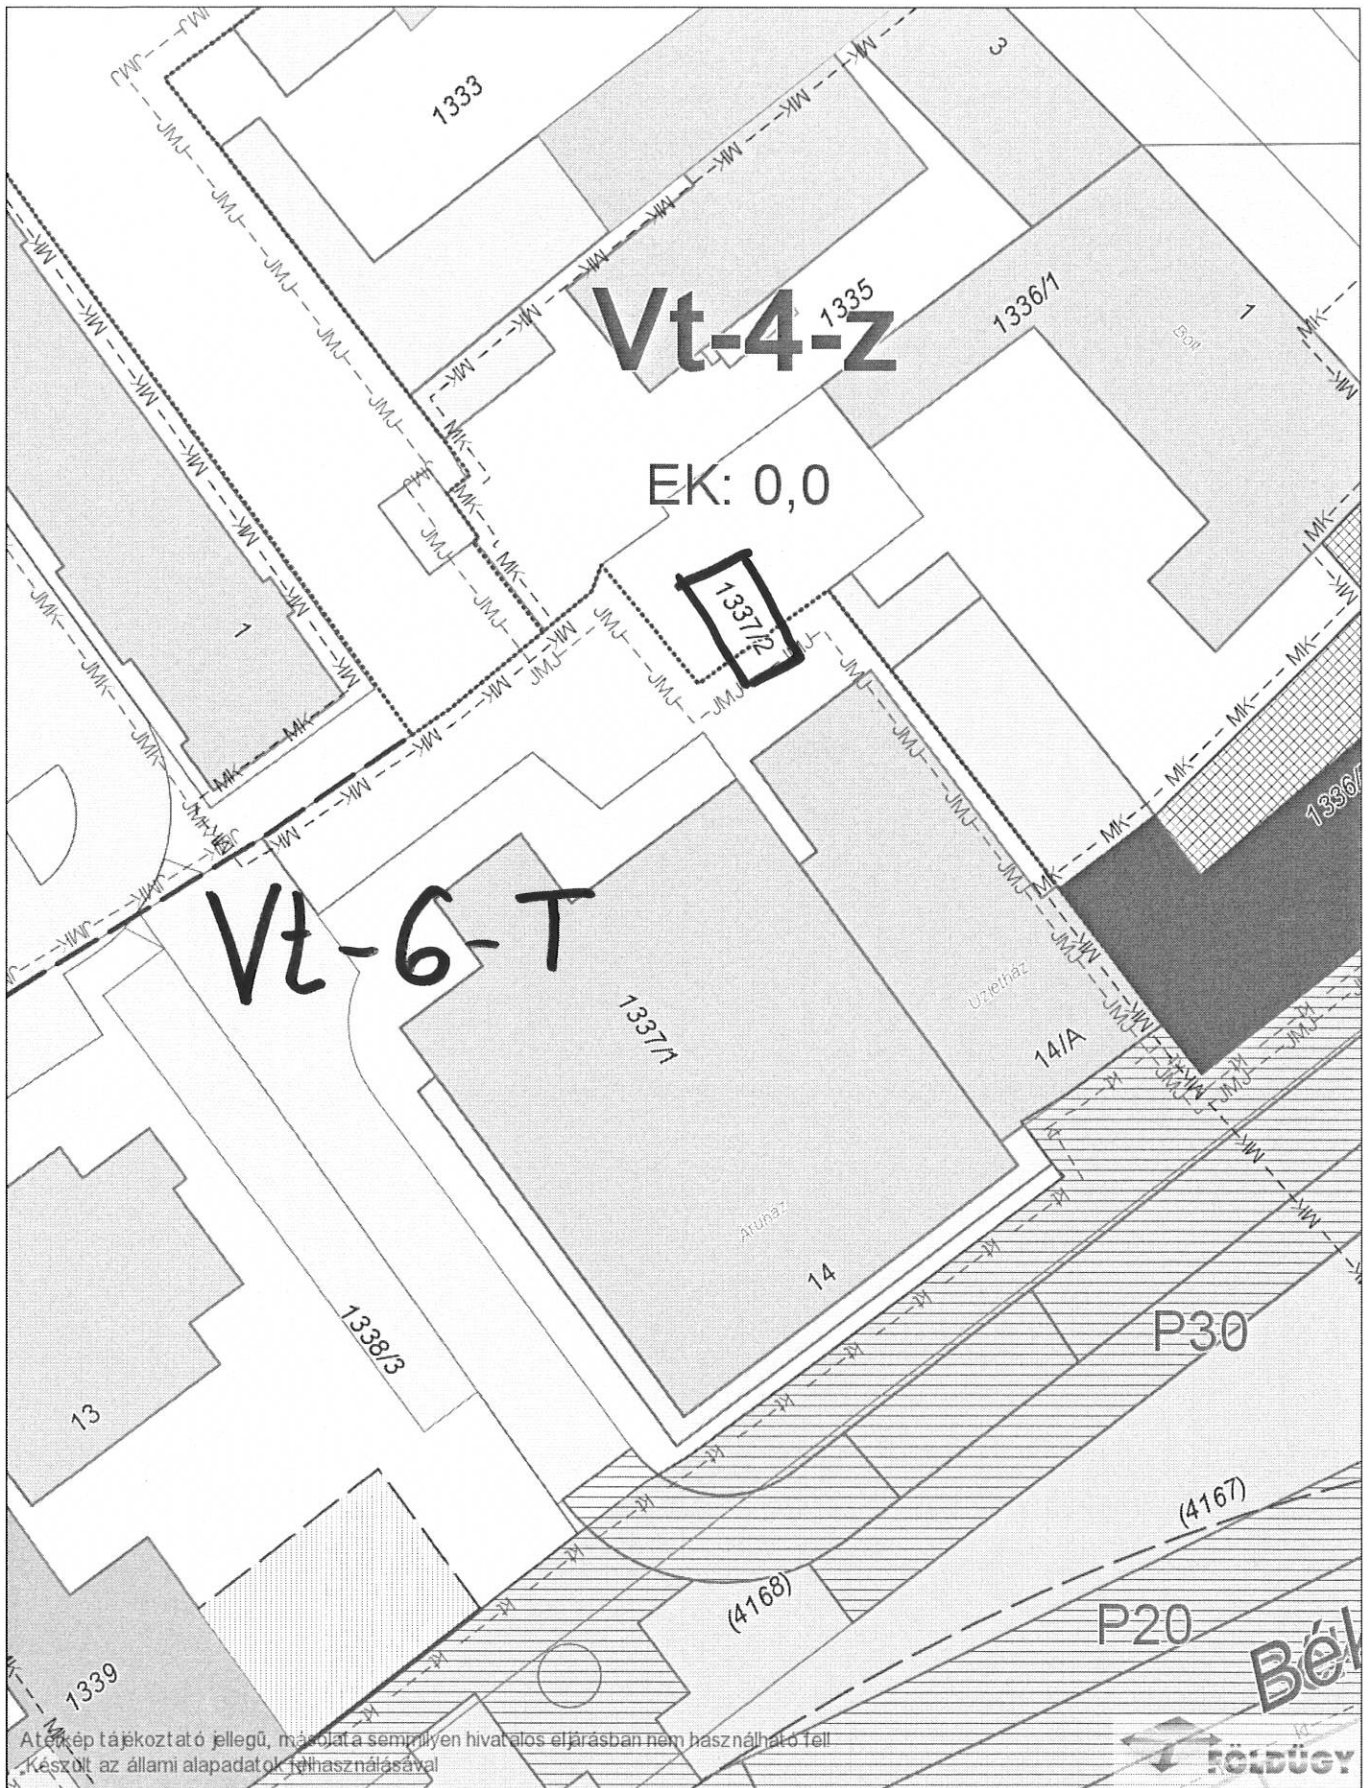 1333
3
1335
Vt-4-z
1336/1
1
Bolt
EK: 0,0
1337/2
1
1336/
Vt-6-T
1337/1
Üzletház
14/A
Áruház
14
1338/3
P30
13
(4167)
(4168)
P20
Bél
1339
A térkép tájékoztató jellegű, másolata semmilyen hivatalos eljárásban nem használható fel!
Készült az állami alapadatok felhasználásával
FÖLDÜGY